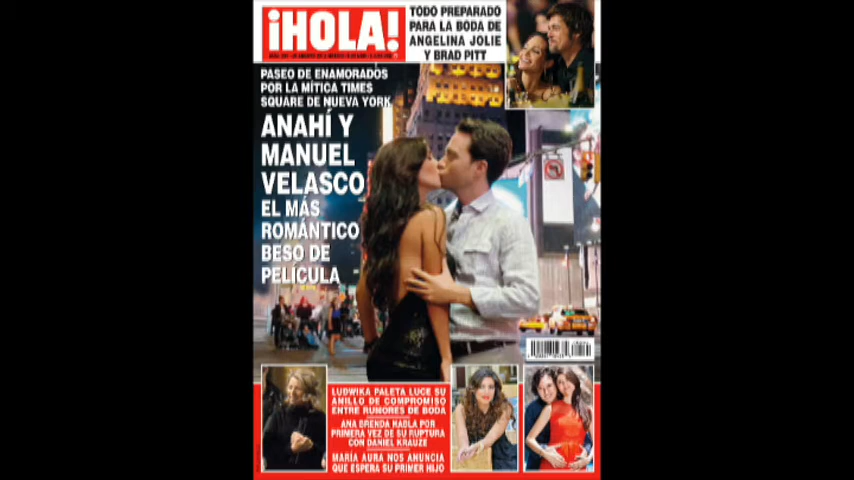 ¡HOLA!
TODO PREPARADO
PARA LA BODA DE
ANGELINA JOLIE
Y BRAD PITT
PASEO DE ENAMORADOS
POR LA MÍTICA TIMES
SQUARE DE NUEVA YORK
ANAHÍ Y
MANUEL
VELASCO
EL MÁS
ROMÁNTICO
BESO DE
PELÍCULA
LUDWIKA PALETA LUCE SU
ANILLO DE COMPROMISO
ENTRE RUMORES DE BODA
ANA BRENDA HABLA POR
PRIMERA VEZ DE SU RUPTURA
CON DANIEL KRAUZE
MARÍA AURA NOS ANUNCIA
QUE ESPERA SU PRIMER HIJO